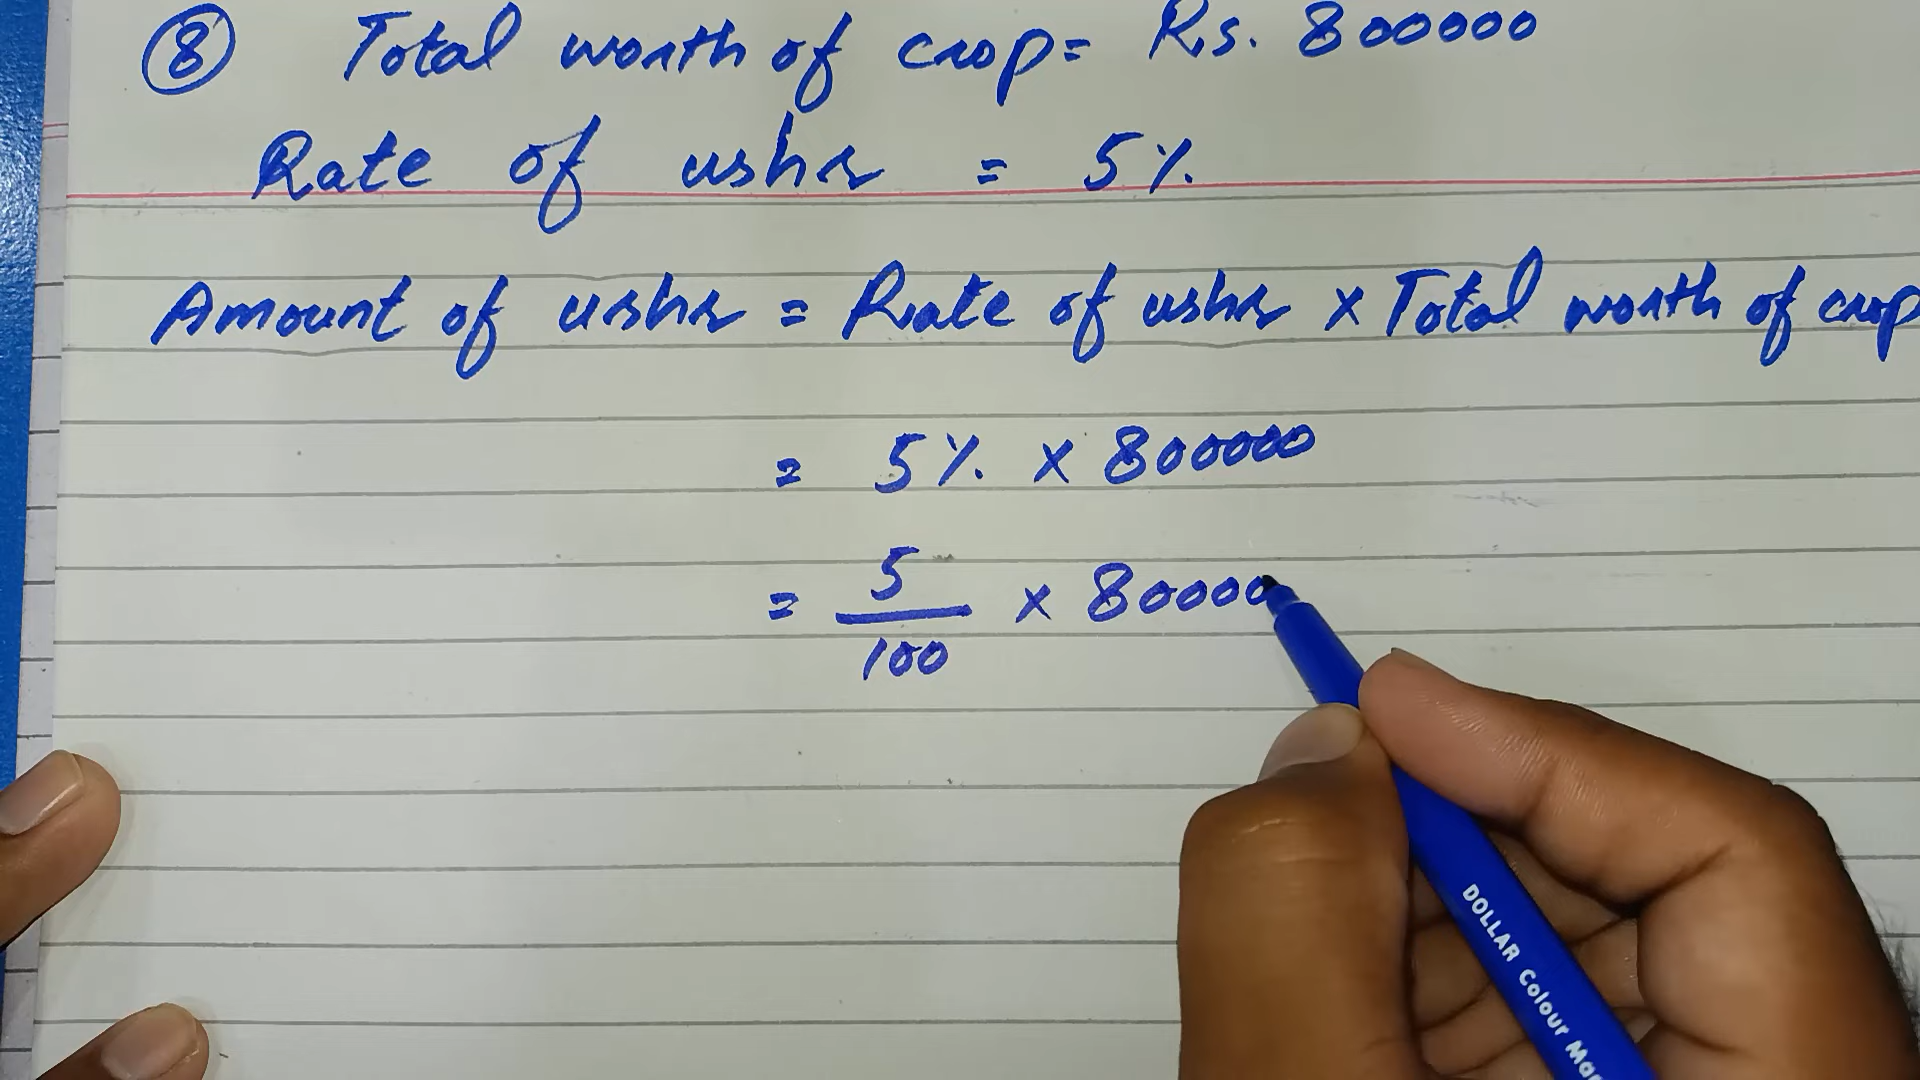 ⑧ Total worth of crop = Rs. 800000
Rate of ushr = 5%
Amount of ushr = Rate of ushr × Total worth of crop
= 5% × 800000
= 5/100 × 80000
DOLLAR Colour Mar